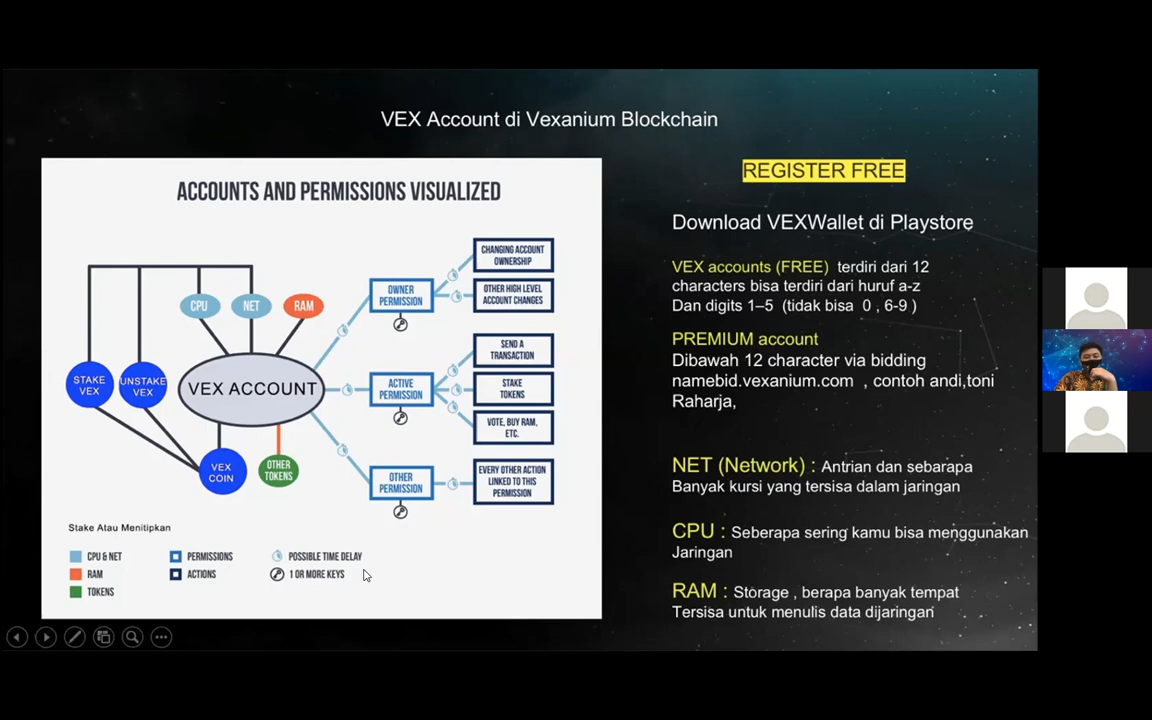 VEX Account di Vexanium Blockchain
ACCOUNTS AND PERMISSIONS VISUALIZED
CPU
NET
RAM
STAKE
VEX
UNSTAKE
VEX
VEX ACCOUNT
VEX
COIN
OTHER
TOKENS
OWNER
PERMISSION
CHANGING ACCOUNT
OWNERSHIP
OTHER HIGH LEVEL
ACCOUNT CHANGES
ACTIVE
PERMISSION
SEND A
TRANSACTION
STAKE
TOKENS
VOTE, BUY RAM,
ETC.
OTHER
PERMISSION
EVERY OTHER ACTION
LINKED TO THIS
PERMISSION
Stake Atau Menitipkan
CPU & NET
RAM
TOKENS
PERMISSIONS
ACTIONS
POSSIBLE TIME DELAY
1 OR MORE KEYS
REGISTER FREE
Download VEXWallet di Playstore
VEX accounts (FREE) terdiri dari 12
characters bisa terdiri dari huruf a-z
Dan digits 1–5 (tidak bisa 0 , 6-9 )
PREMIUM account
Dibawah 12 character via bidding
namebid.vexanium.com , contoh andi,toni
Raharja,
NET (Network) : Antrian dan sebarapa
Banyak kursi yang tersisa dalam jaringan
CPU : Seberapa sering kamu bisa menggunakan
Jaringan
RAM : Storage , berapa banyak tempat
Tersisa untuk menulis data dijaringan